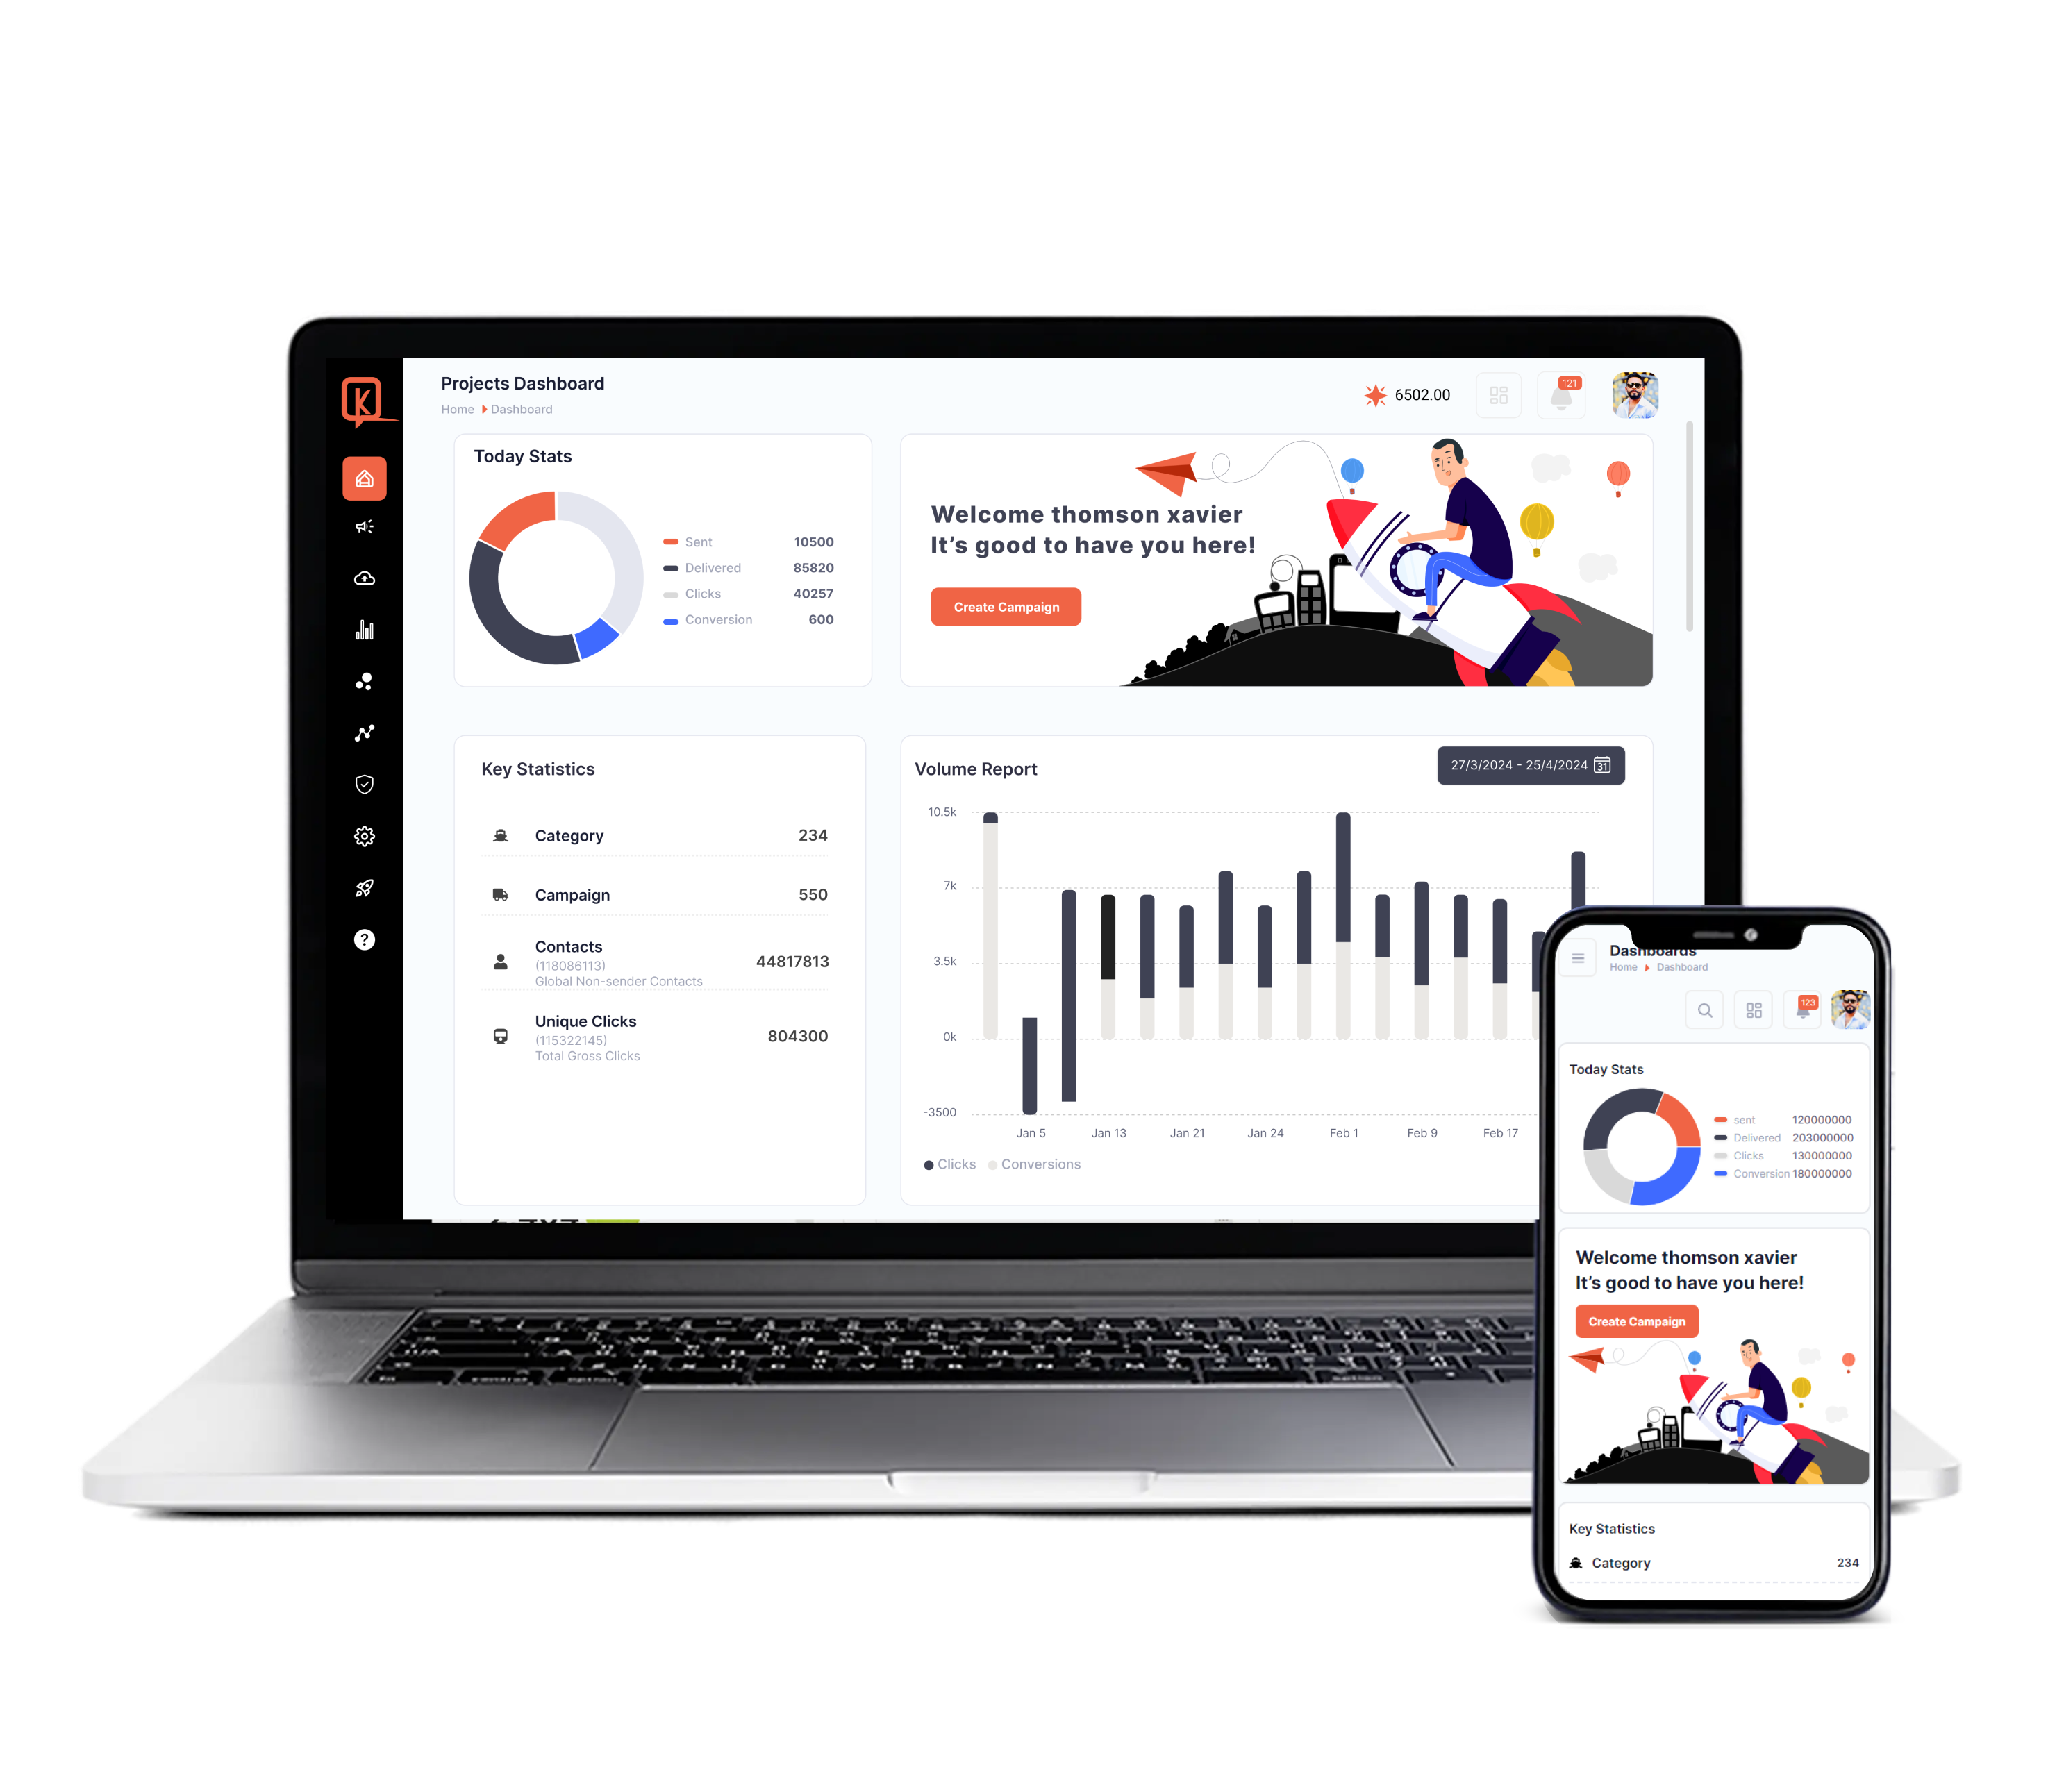 K
Projects Dashboard
Home Dashboard
6502.00
121
Today Stats
Sent 10500
Delivered 85820
Clicks 40257
Conversion 600
Welcome thomson xavier
It's good to have you here!
Create Campaign
Key Statistics
Category 234
Campaign 550
Contacts
(118086113)
44817813
Global Non-sender Contacts
Unique Clicks
(115322145)
804300
Total Gross Clicks
Volume Report
27/3/2024 - 25/4/2024 31
10.5k
7k
3.5k
0k
-3500
Jan 5 Jan 13 Jan 21 Jan 24 Feb 1 Feb 9 Feb 17
Clicks Conversions
?
Dashboards
Home Dashboard
123
Today Stats
sent 120000000
Delivered 203000000
Clicks 130000000
Conversion 180000000
Welcome thomson xavier
It's good to have you here!
Create Campaign
Key Statistics
Category 234